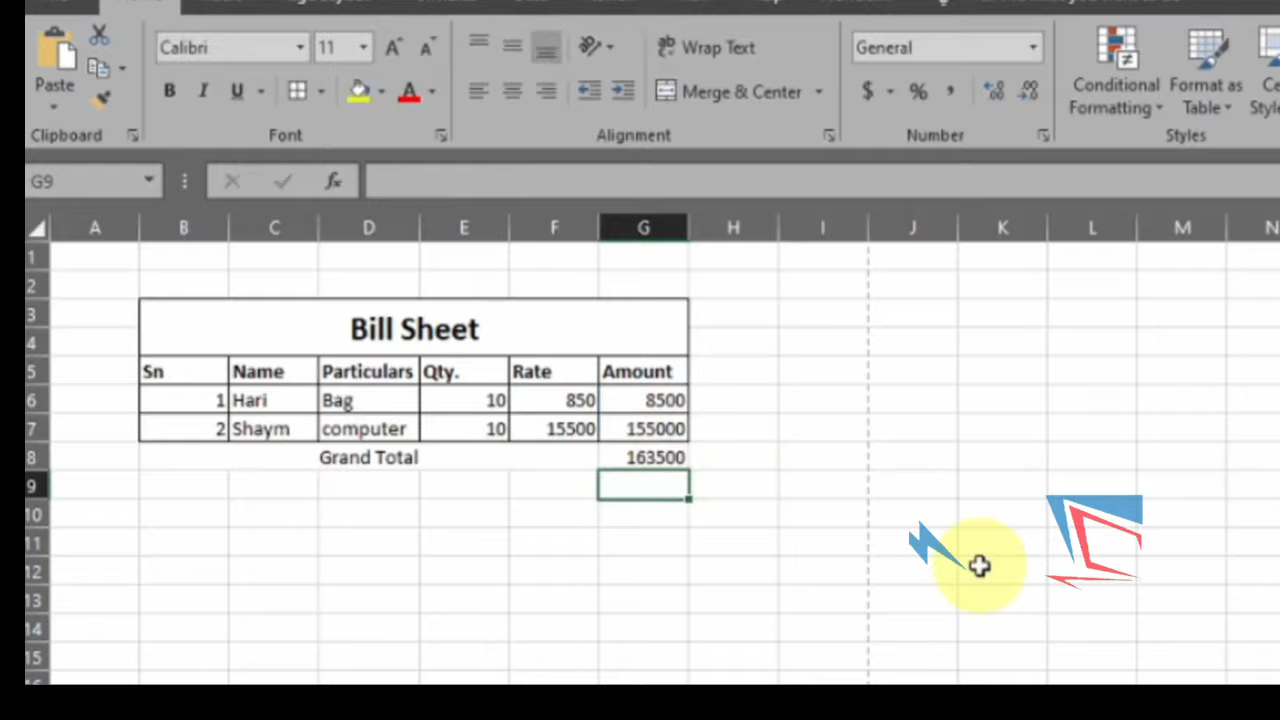 Calibri 11 Wrap Text General
Paste B I U Merge & Center $ % , Conditional Format as
Formatting Table
Clipboard Font Alignment Number Styles
G9 fx
A B C D E F G H I J K L M N
1
2
3
Bill Sheet
4
5 Sn Name Particulars Qty. Rate Amount
6 1 Hari Bag 10 850 8500
7 2 Shaym computer 10 15500 155000
8 Grand Total 163500
9
10
11
12
13
14
15